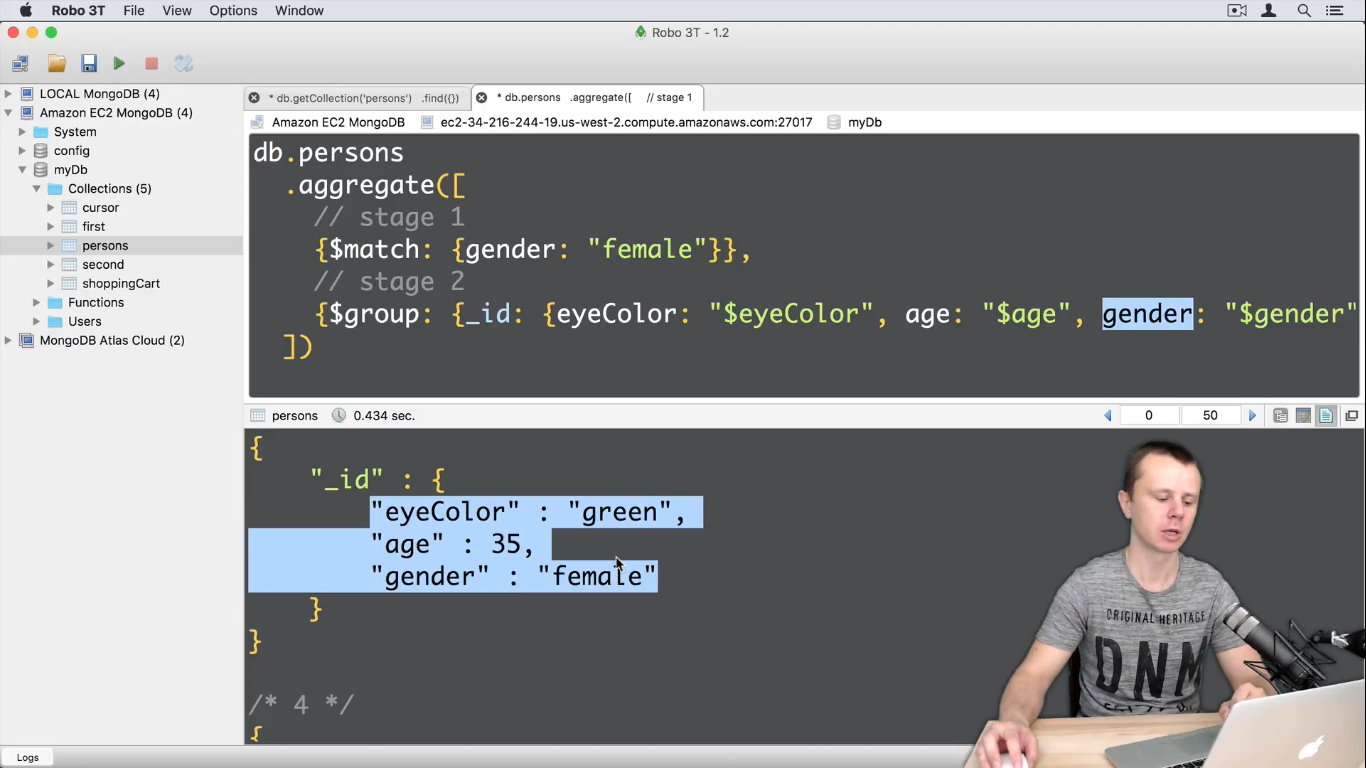 Robo 3T File View Options Window
Robo 3T - 1.2
LOCAL MongoDB (4)
Amazon EC2 MongoDB (4)
System
config
myDb
Collections (5)
cursor
first
persons
second
shoppingCart
Functions
Users
MongoDB Atlas Cloud (2)
* db.getCollection('persons') .find({}) * db.persons .aggregate([ // stage 1
Amazon EC2 MongoDB ec2-34-216-244-19.us-west-2.compute.amazonaws.com:27017 myDb
db.persons
.aggregate([
// stage 1
{$match: {gender: "female"}},
// stage 2
{$group: {_id: {eyeColor: "$eyeColor", age: "$age", gender: "$gender"
])
persons 0.434 sec. 0 50
{
"_id" : {
"eyeColor" : "green",
"age" : 35,
"gender" : "female"
}
}
/* 4 */
{
ORIGINAL HERITAGE
DNM
Logs